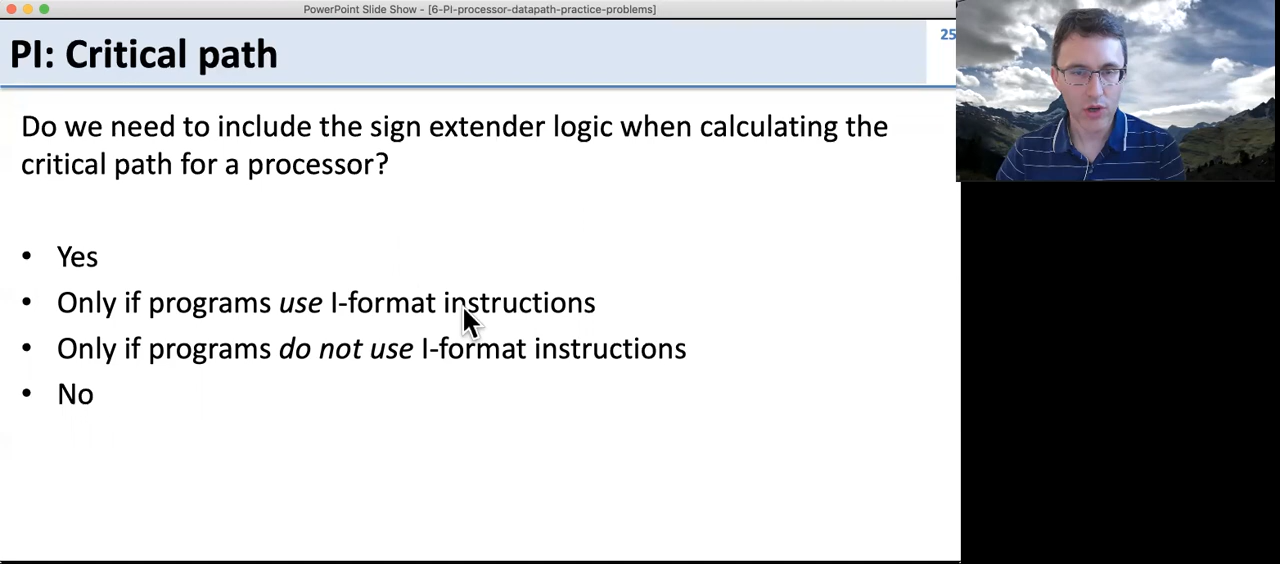 PowerPoint Slide Show - [6-PI-processor-datapath-practice-problems]
PI: Critical path
25
Do we need to include the sign extender logic when calculating the
critical path for a processor?
• Yes
• Only if programs use I-format instructions
• Only if programs do not use I-format instructions
• No